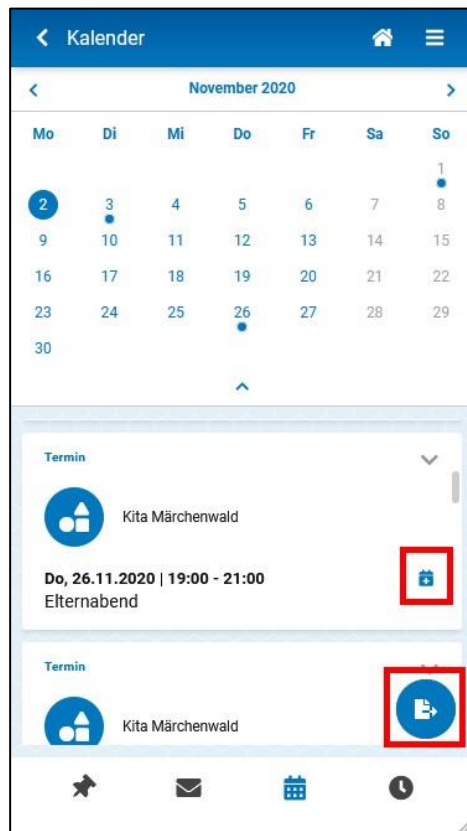 Kalender
November 2020
Mo Di Mi Do Fr Sa So
1
2 3 4 5 6 7 8
9 10 11 12 13 14 15
16 17 18 19 20 21 22
23 24 25 26 27 28 29
30
Termin
Kita Märchenwald
Do, 26.11.2020 | 19:00 - 21:00
Elternabend
Termin
Kita Märchenwald